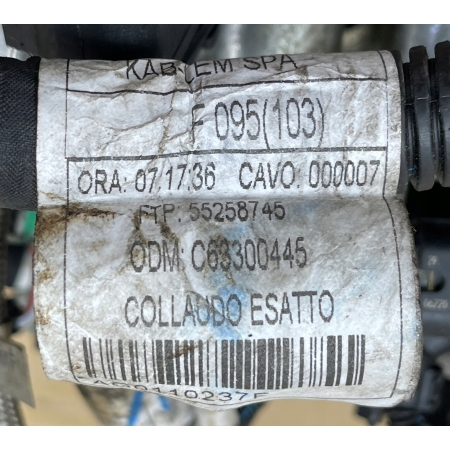 KABLEM SPA
F 095(103)
ORA: 07:17:36 CAVO: 000007
FTP: 55258745
ODM: C63300445
COLLAUDO ESATTO